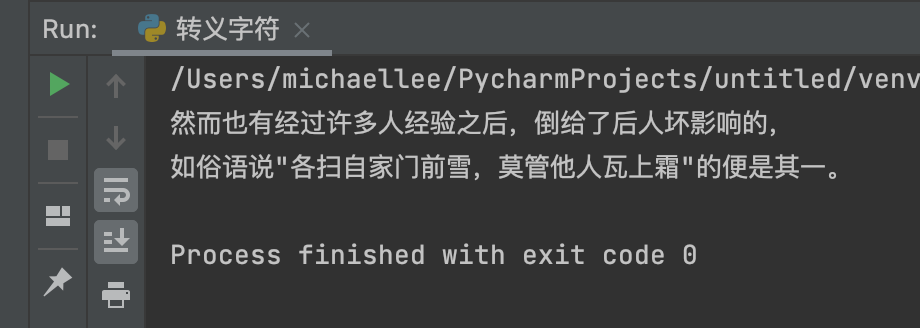 Run: 转义字符
/Users/michaellee/PycharmProjects/untitled/venv
然而也有经过许多人经验之后，倒给了后人坏影响的，
如俗语说"各扫自家门前雪，莫管他人瓦上霜"的便是其一。
Process finished with exit code 0